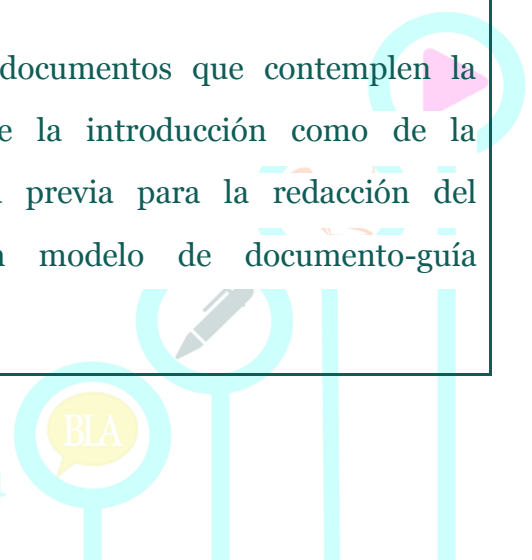 documentos que contemplen la
la introducción como de la
previa para la redacción del
modelo de documento-guía
BLA